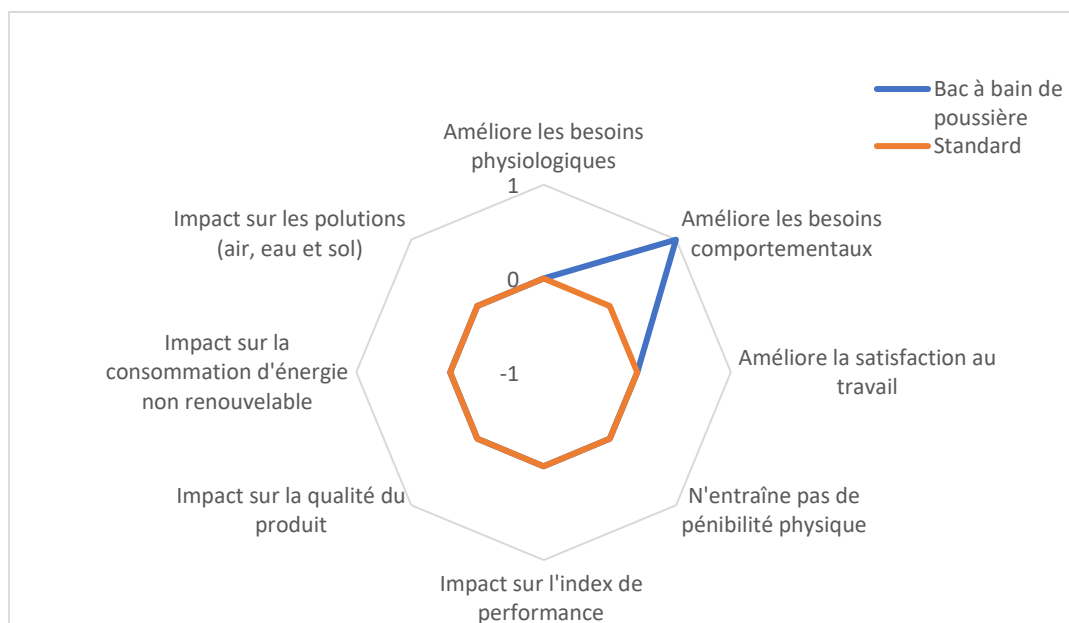 Bac à bain de
poussière
Standard
Améliore les besoins
physiologiques
1
Impact sur les polutions
(air, eau et sol)
Améliore les besoins
comportementaux
0
Impact sur la
consommation d'énergie
non renouvelable
-1
Améliore la satisfaction au
travail
Impact sur la qualité du
produit
N'entraîne pas de
pénibilité physique
Impact sur l'index de
performance